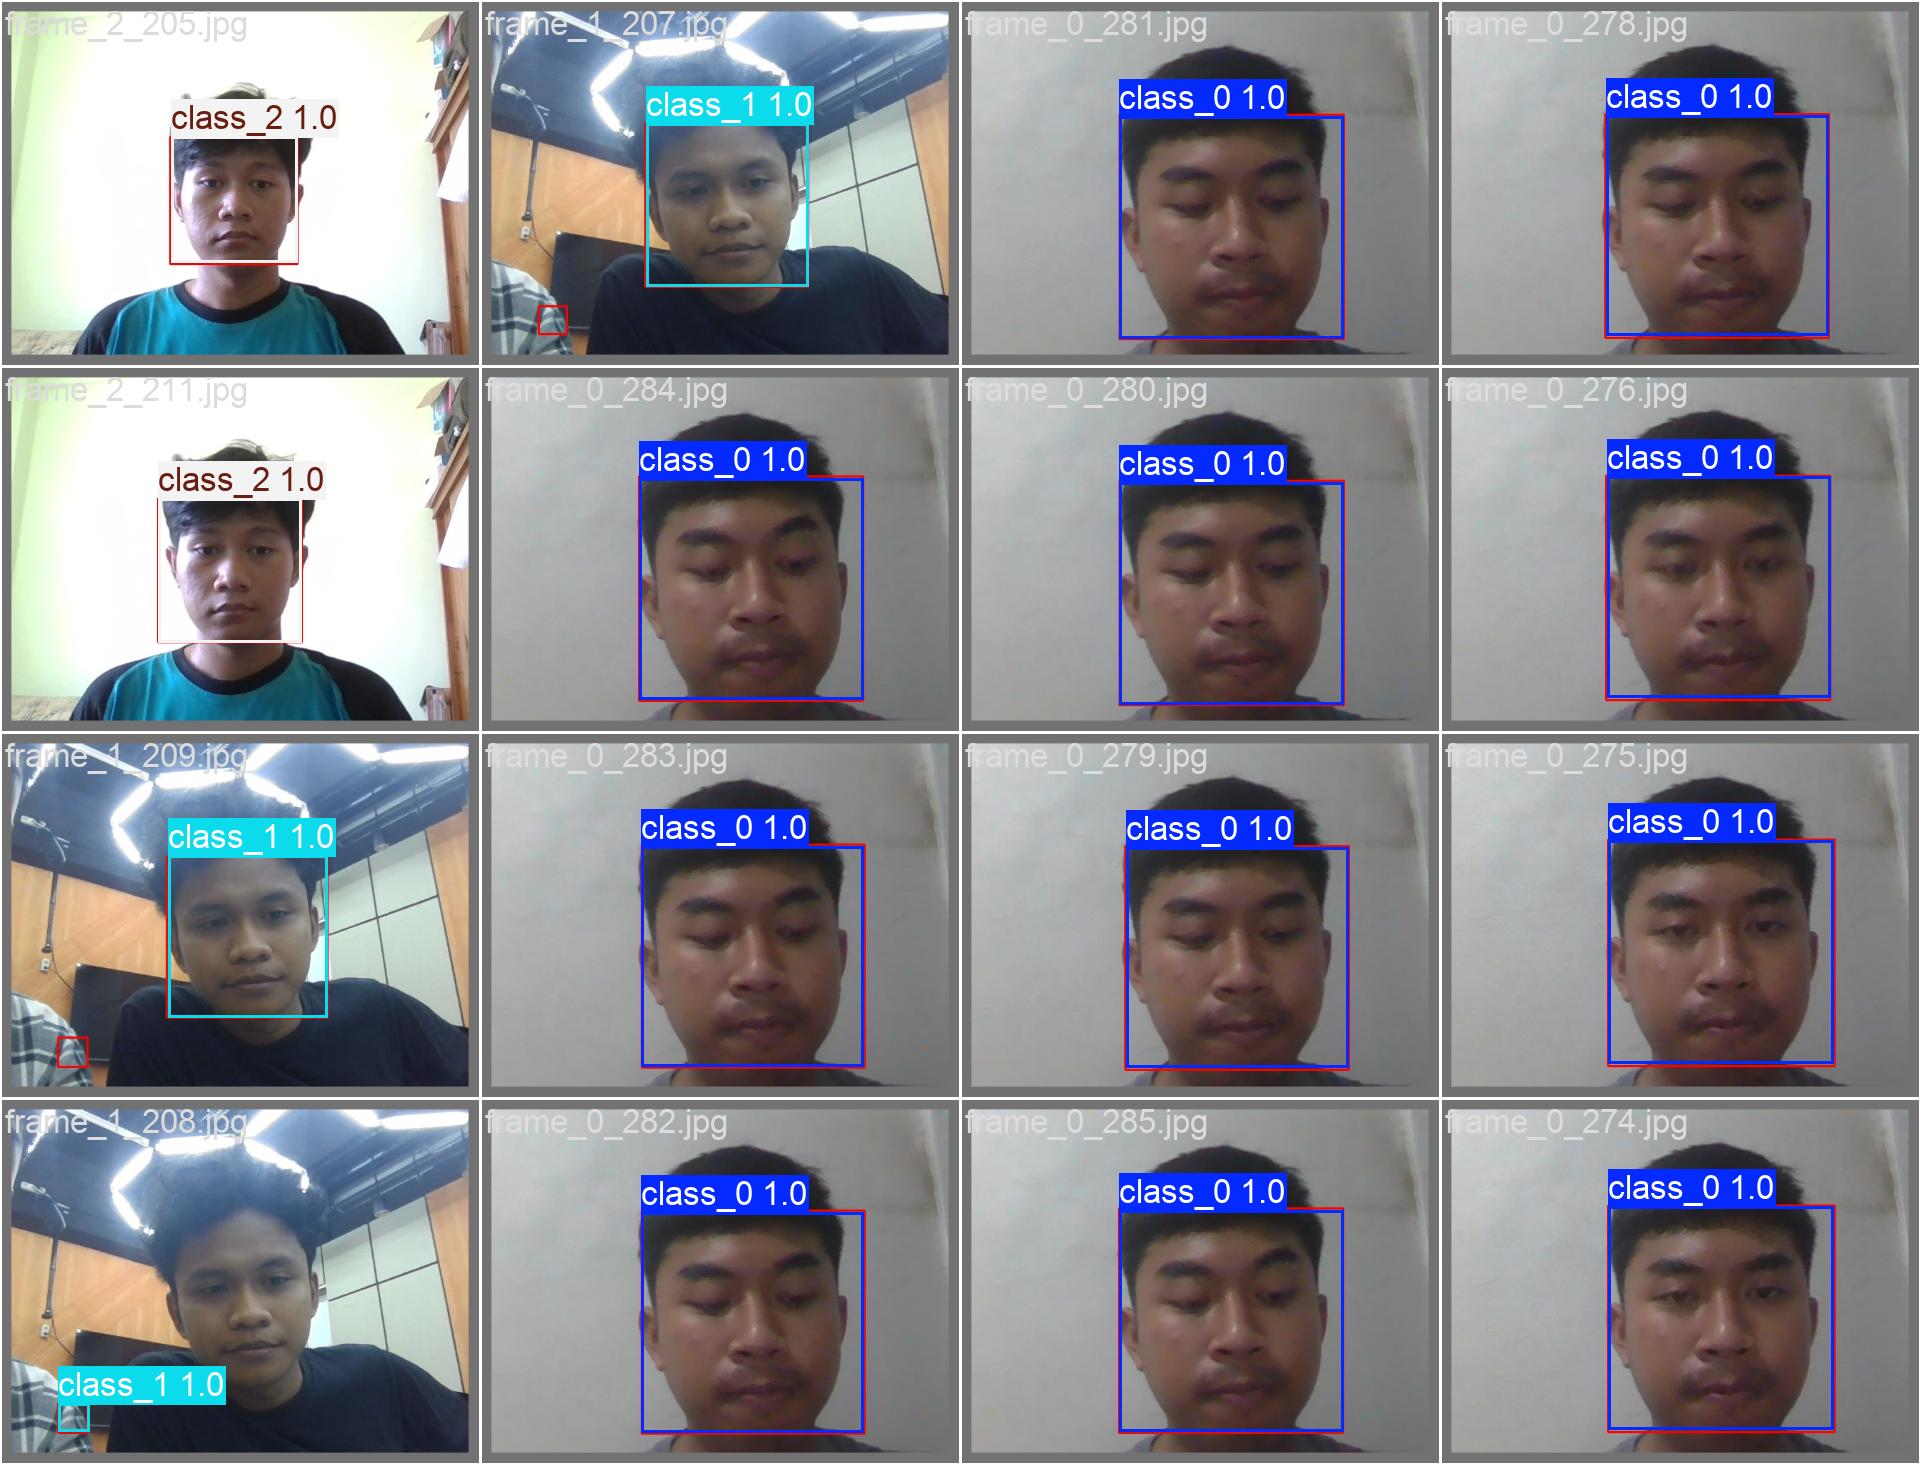 frame_2_205.jpg
class_2 1.0
frame_1_207.jpg
class_1 1.0
frame_0_281.jpg
class_0 1.0
frame_0_278.jpg
class_0 1.0
frame_2_211.jpg
class_2 1.0
frame_0_284.jpg
class_0 1.0
frame_0_280.jpg
class_0 1.0
frame_0_276.jpg
class_0 1.0
frame_1_209.jpg
class_1 1.0
frame_0_283.jpg
class_0 1.0
frame_0_279.jpg
class_0 1.0
frame_0_275.jpg
class_0 1.0
frame_1_208.jpg
class_1 1.0
frame_0_282.jpg
class_0 1.0
frame_0_285.jpg
class_0 1.0
frame_0_274.jpg
class_0 1.0